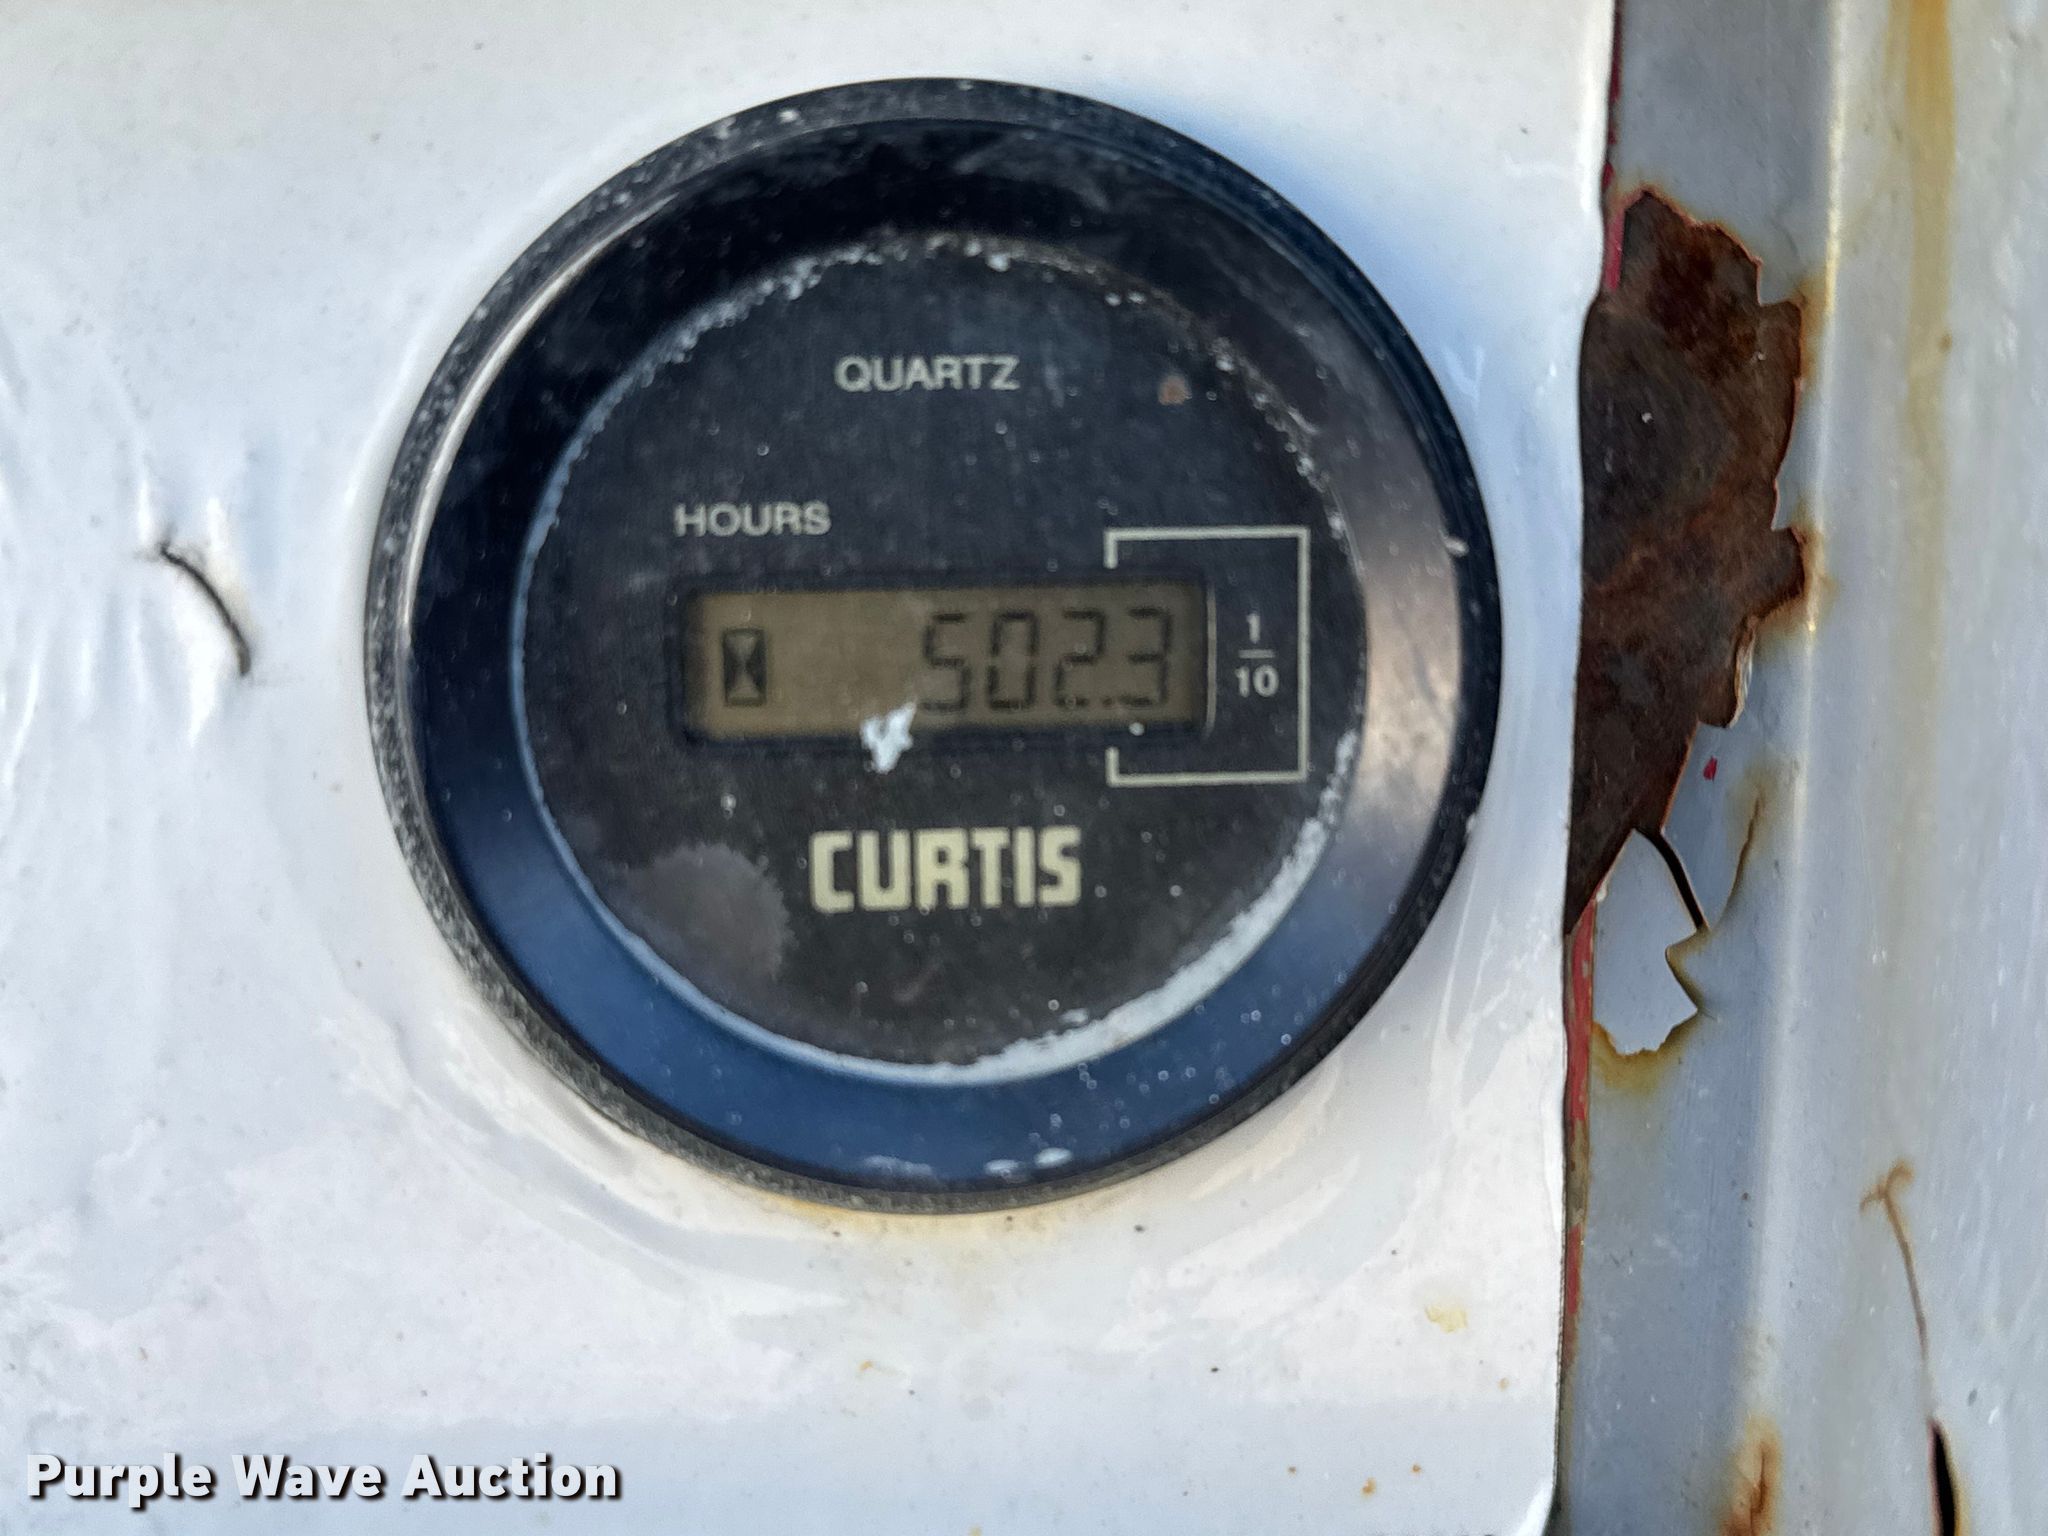 QUARTZ
HOURS
502.3
1
10
CURTIS
Purple Wave Auction